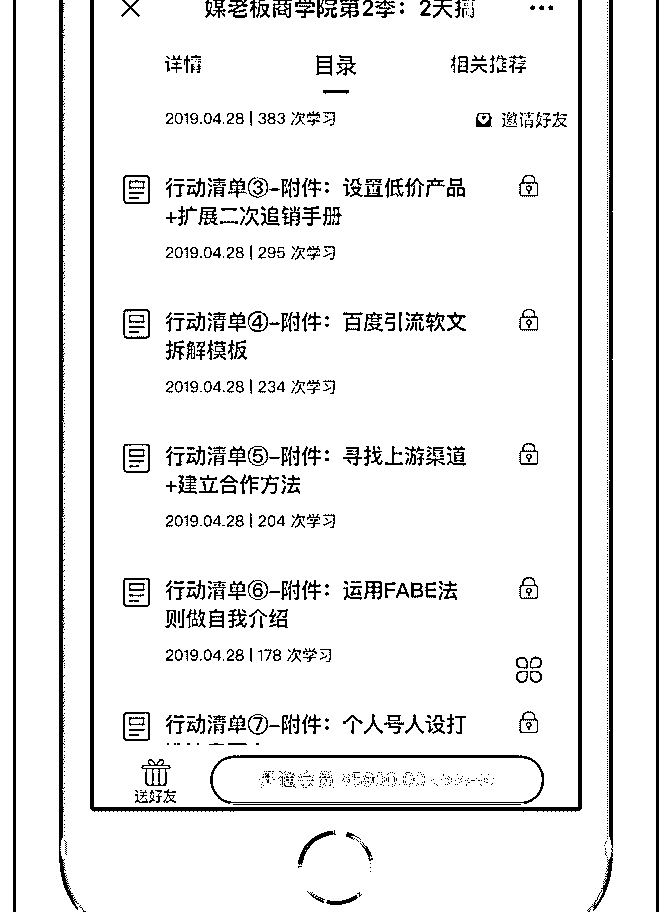 媒老板商学院第2季：2天搞
详情
目录
相关推荐
2019.04.28 | 383 次学习
邀请好友
行动清单③-附件：设置低价产品
+扩展二次追销手册
2019.04.28 | 295 次学习
行动清单④-附件：百度引流软文
拆解模板
2019.04.28 | 234 次学习
行动清单⑤-附件：寻找上游渠道
+建立合作方法
2019.04.28 | 204 次学习
行动清单⑥-附件：运用FABE法
则做自我介绍
2019.04.28 | 178 次学习
行动清单⑦-附件：个人号人设打
送好友